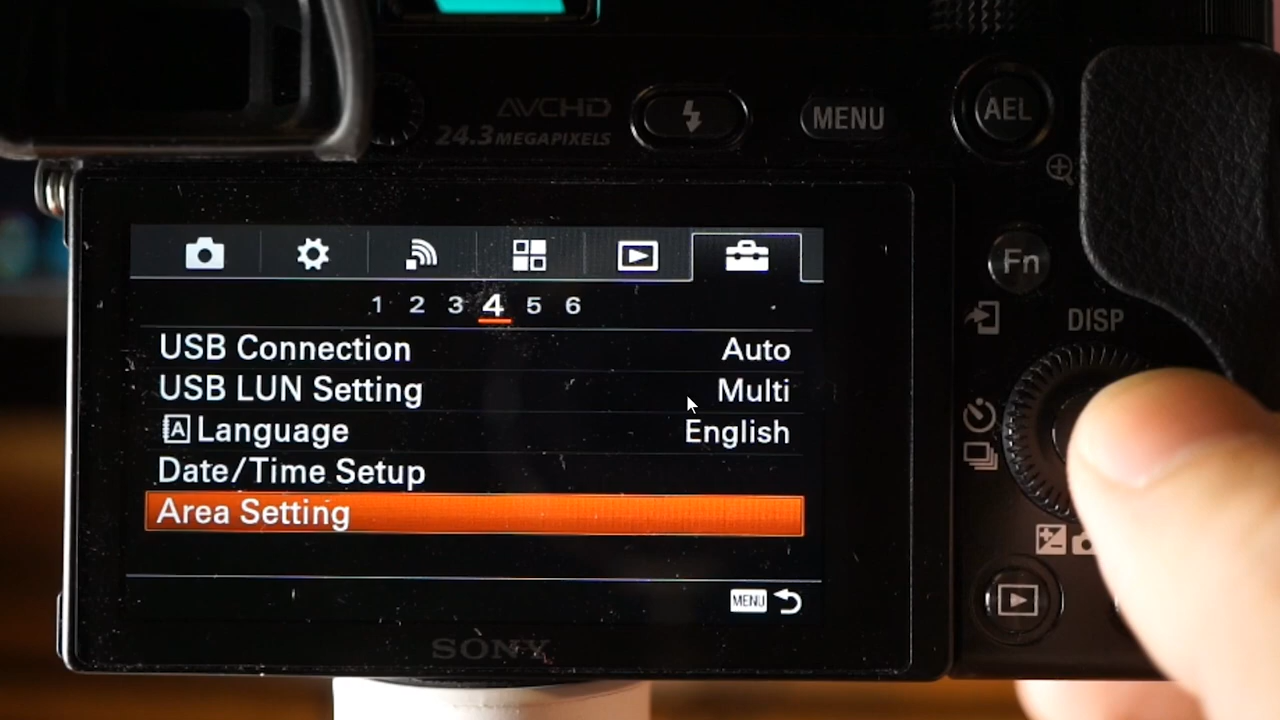 AVCHD
24.3 MEGAPIXELS
MENU
AEL
Fn
DISP
1 2 3 4 5 6
USB Connection Auto
USB LUN Setting Multi
A Language English
Date/Time Setup
Area Setting
MENU
SONY